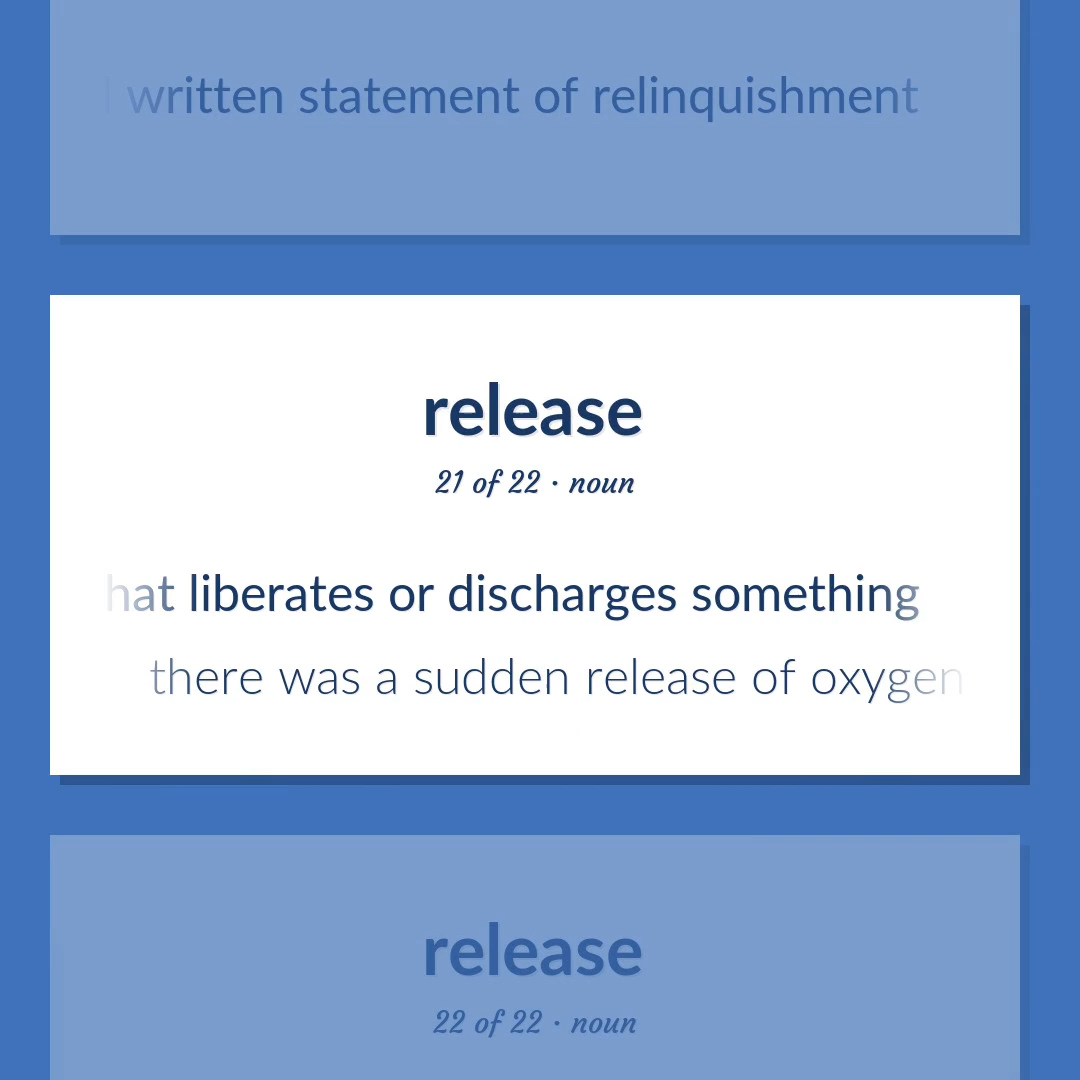 written statement of relinquishment
release
21 of 22 · noun
hat liberates or discharges something
there was a sudden release of oxygen
release
22 of 22 · noun